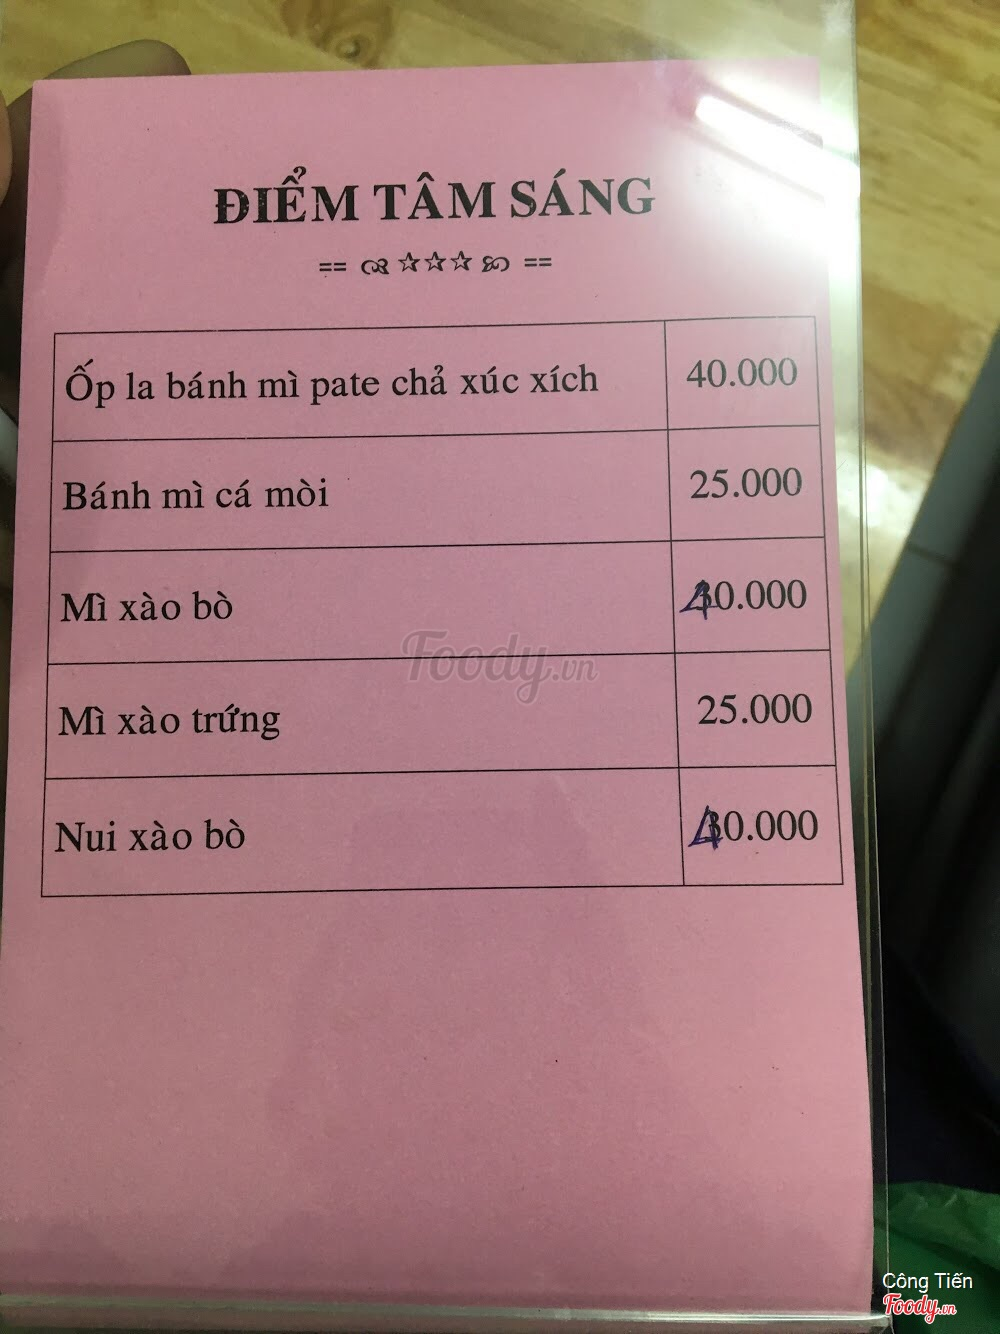 ĐIỂM TÂM SÁNG
== ☆☆☆ ==
Ốp la bánh mì pate chả xúc xích 40.000
Bánh mì cá mòi 25.000
Mì xào bò 40.000
Foody.vn
Mì xào trứng 25.000
Nui xào bò 40.000
Công Tiến
Foody.vn